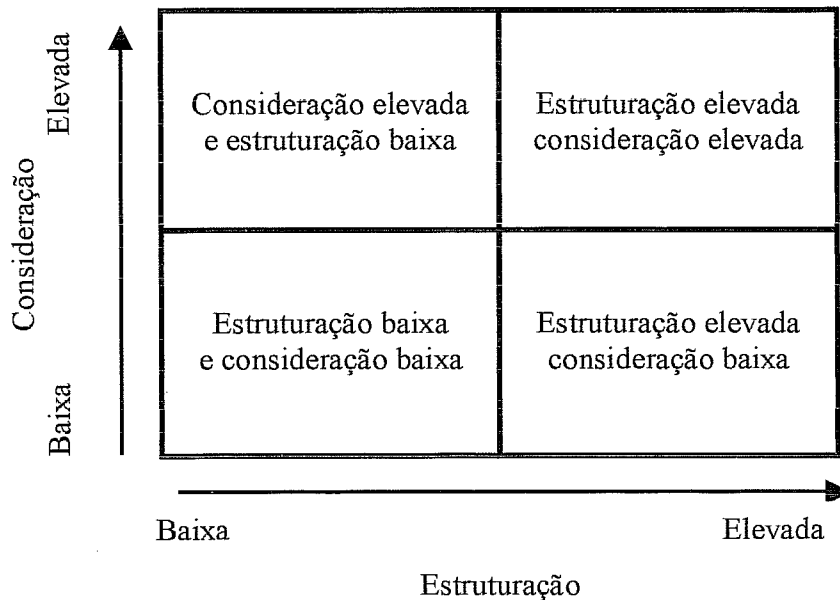 Elevada
Consideração
Baixa
Consideração elevada
e estruturação baixa
Estruturação elevada
consideração elevada
Estruturação baixa
e consideração baixa
Estruturação elevada
consideração baixa
Baixa
Elevada
Estruturação